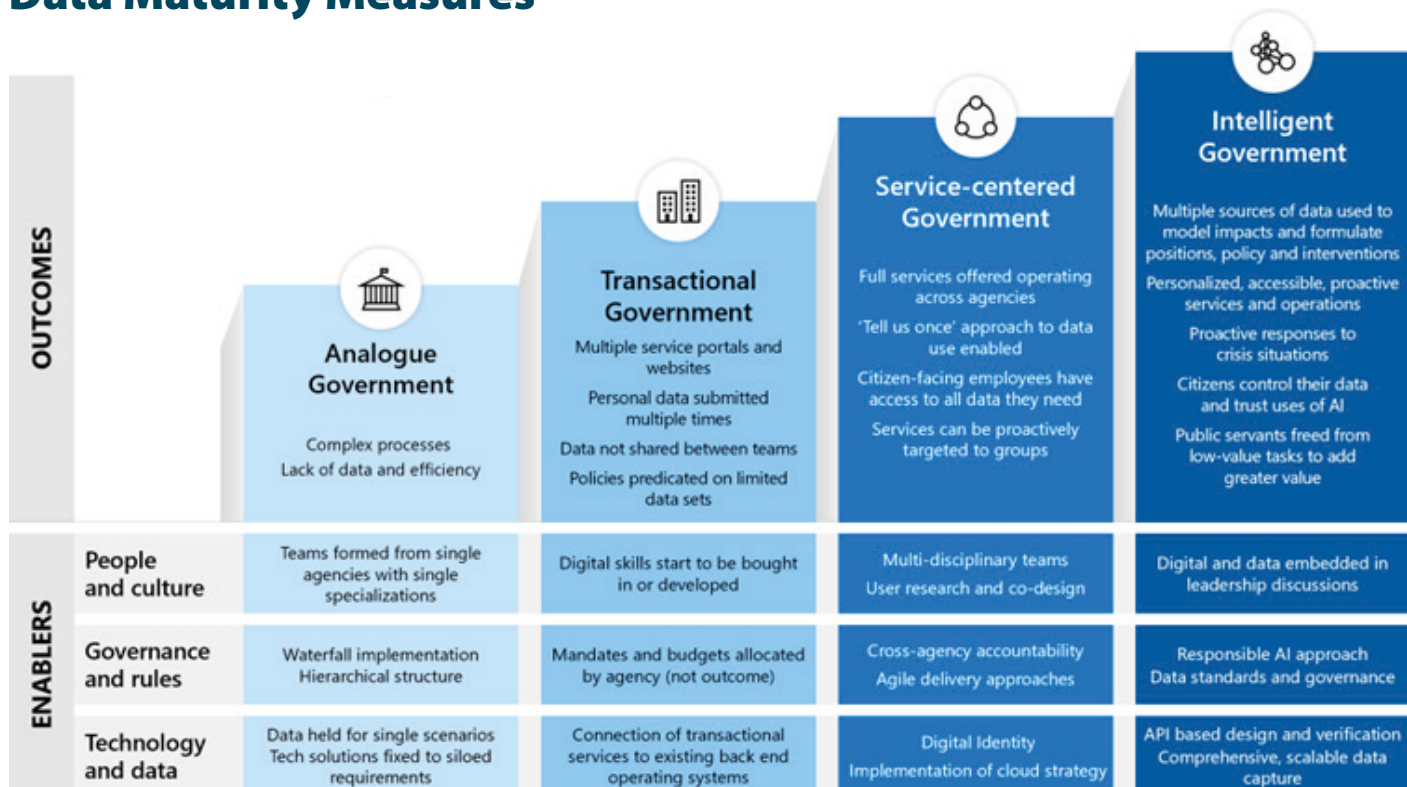 Data Maturity Measures
OUTCOMES
Analogue
Government
Complex processes
Lack of data and efficiency
Transactional
Government
Multiple service portals and
websites
Personal data submitted
multiple times
Data not shared between teams
Policies predicated on limited
data sets
Service-centered
Government
Full services offered operating
across agencies
'Tell us once' approach to data
use enabled
Citizen-facing employees have
access to all data they need
Services can be proactively
targeted to groups
Intelligent
Government
Multiple sources of data used to
model impacts and formulate
positions, policy and interventions
Personalized, accessible, proactive
services and operations
Proactive responses to
crisis situations
Citizens control their data
and trust uses of AI
Public servants freed from
low-value tasks to add
greater value
ENABLERS
People
and culture
Teams formed from single
agencies with single
specializations
Digital skills start to be bought
in or developed
Multi-disciplinary teams
User research and co-design
Digital and data embedded in
leadership discussions
Governance
and rules
Waterfall implementation
Hierarchical structure
Mandates and budgets allocated
by agency (not outcome)
Cross-agency accountability
Agile delivery approaches
Responsible AI approach
Data standards and governance
Technology
and data
Data held for single scenarios
Tech solutions fixed to siloed
requirements
Connection of transactional
services to existing back end
operating systems
Digital Identity
Implementation of cloud strategy
API based design and verification
Comprehensive, scalable data
capture